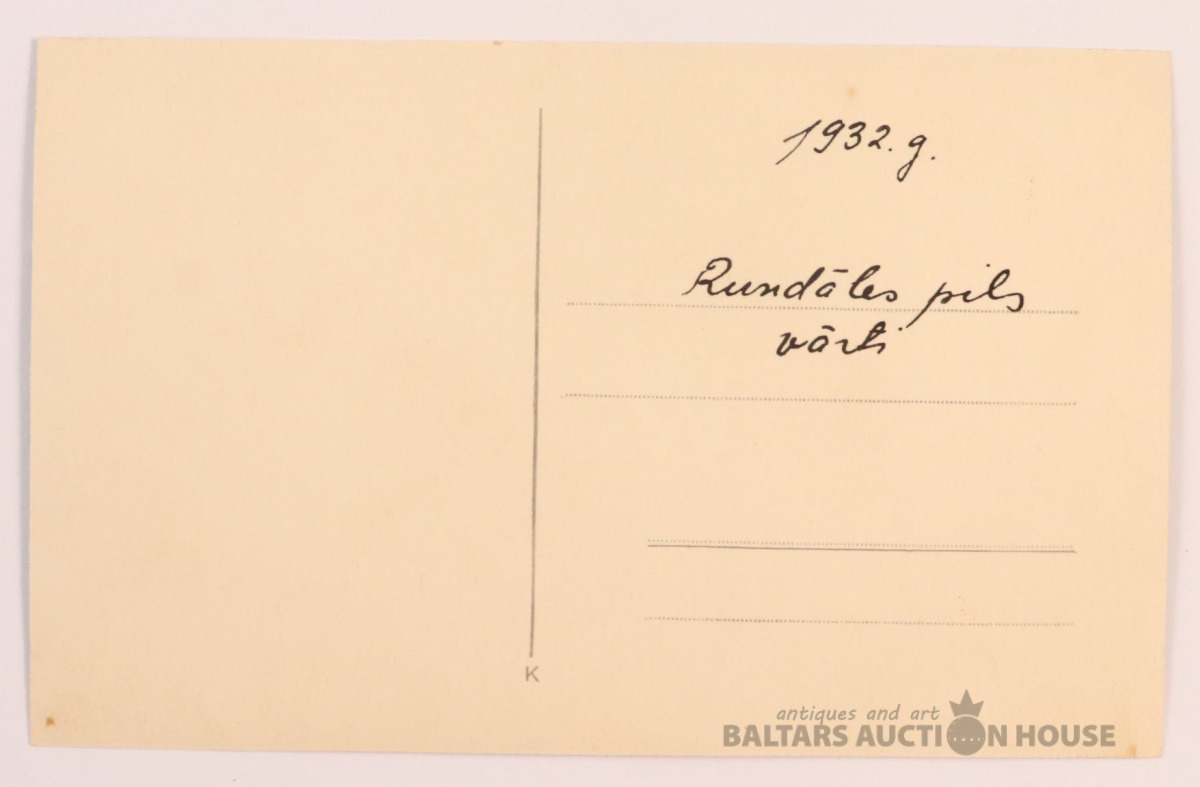 1932. g.
Rundāles pils
vārti
K
antiques and art
BALTARS AUCTION HOUSE